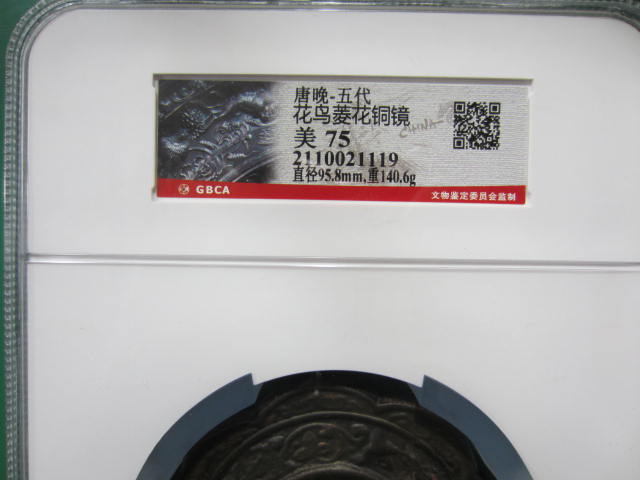 唐晚-五代
花鸟菱花铜镜
美 75
2110021119
直径95.8mm,重140.6g
CHINA
GBCA
文物鉴定委员会监制